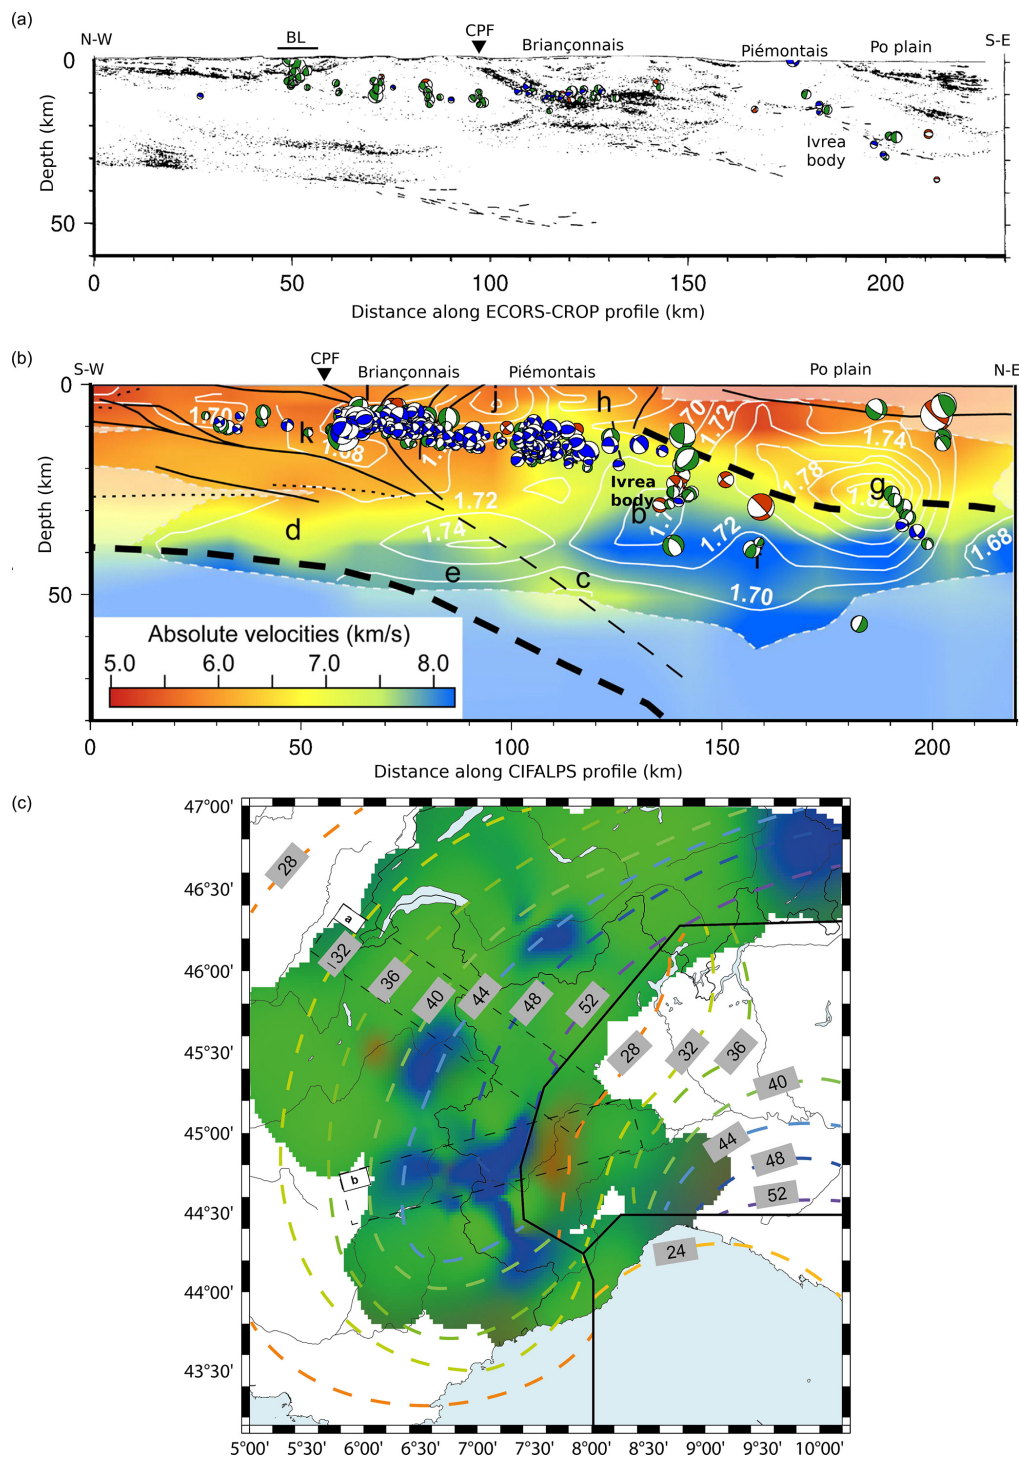 (a)
N-W
BL
CPF
Briançonnais
Piémontais
Po plain
S-E
0
50
Depth (km)
Ivrea
body
0
50
100
150
200
Distance along ECORS-CROP profile (km)
(b)
S-W
CPF
Briançonnais
Piémontais
Po plain
N-E
0
50
Depth (km)
1.70
k
j
h
1.72
1.74
1.78
g
Ivrea
body
b
1.72
1.74
1.72
d
e
c
1.70
1.68
Absolute velocities (km/s)
5.0
6.0
7.0
8.0
0
50
100
150
200
Distance along CIFALPS profile (km)
(c)
47°00'
46°30'
46°00'
45°30'
45°00'
44°30'
44°00'
43°30'
28
a
32
36
40
44
48
52
28
32
36
40
44
48
52
b
24
5°00'
5°30'
6°00'
6°30'
7°00'
7°30'
8°00'
8°30'
9°00'
9°30'
10°00'